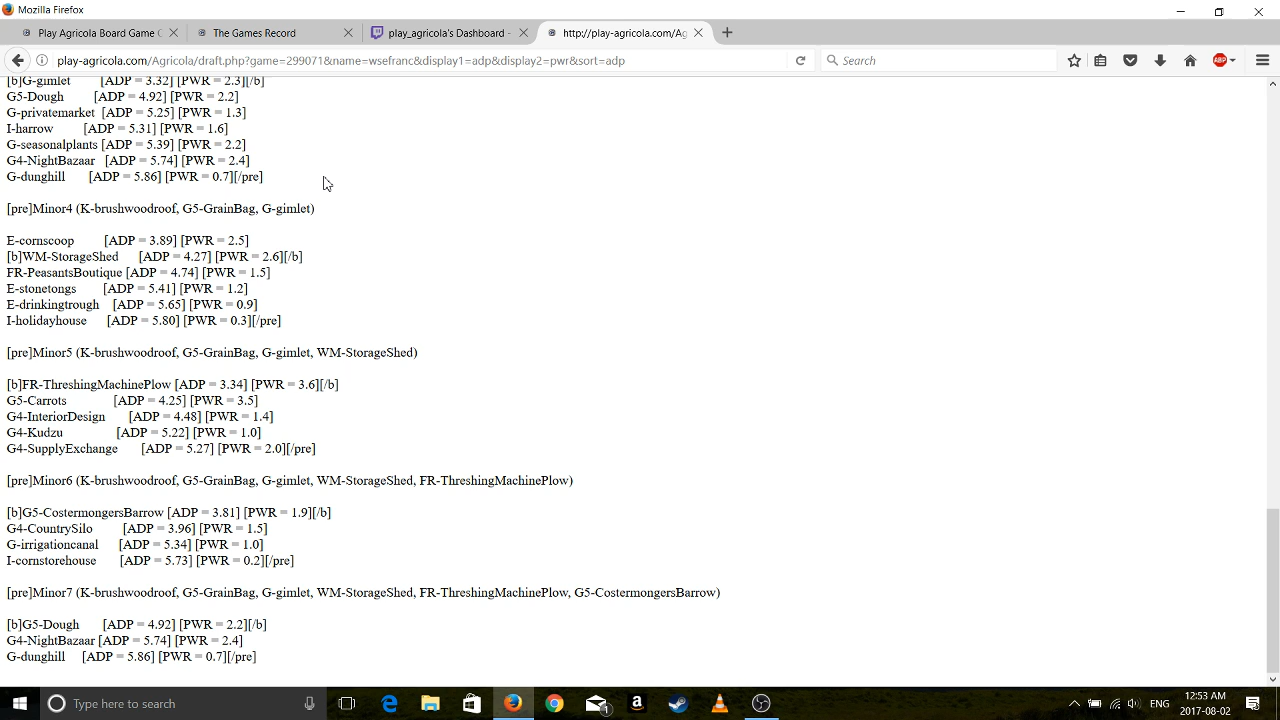 Mozilla Firefox
Play Agricola Board Game (
The Games Record
play_agricola's Dashboard -
http://play-agricola.com/Ag
play-agricola.com/Agricola/draft.php?game=299071&name=wsefranc&display1=adp&display2=pwr&sort=adp
Search
ABP
[b]G-gimlet [ADP = 3.32] [PWR = 2.3][/b]
G5-Dough [ADP = 4.92] [PWR = 2.2]
G-privatemarket [ADP = 5.25] [PWR = 1.3]
I-harrow [ADP = 5.31] [PWR = 1.6]
G-seasonalplants [ADP = 5.39] [PWR = 2.2]
G4-NightBazaar [ADP = 5.74] [PWR = 2.4]
G-dunghill [ADP = 5.86] [PWR = 0.7][/pre]
[pre]Minor4 (K-brushwoodroof, G5-GrainBag, G-gimlet)
E-cornscoop [ADP = 3.89] [PWR = 2.5]
[b]WM-StorageShed [ADP = 4.27] [PWR = 2.6][/b]
FR-PeasantsBoutique [ADP = 4.74] [PWR = 1.5]
E-stonetongs [ADP = 5.41] [PWR = 1.2]
E-drinkingtrough [ADP = 5.65] [PWR = 0.9]
I-holidayhouse [ADP = 5.80] [PWR = 0.3][/pre]
[pre]Minor5 (K-brushwoodroof, G5-GrainBag, G-gimlet, WM-StorageShed)
[b]FR-ThreshingMachinePlow [ADP = 3.34] [PWR = 3.6][/b]
G5-Carrots [ADP = 4.25] [PWR = 3.5]
G4-InteriorDesign [ADP = 4.48] [PWR = 1.4]
G4-Kudzu [ADP = 5.22] [PWR = 1.0]
G4-SupplyExchange [ADP = 5.27] [PWR = 2.0][/pre]
[pre]Minor6 (K-brushwoodroof, G5-GrainBag, G-gimlet, WM-StorageShed, FR-ThreshingMachinePlow)
[b]G5-CostermongersBarrow [ADP = 3.81] [PWR = 1.9][/b]
G4-CountrySilo [ADP = 3.96] [PWR = 1.5]
G-irrigationcanal [ADP = 5.34] [PWR = 1.0]
I-cornstorehouse [ADP = 5.73] [PWR = 0.2][/pre]
[pre]Minor7 (K-brushwoodroof, G5-GrainBag, G-gimlet, WM-StorageShed, FR-ThreshingMachinePlow, G5-CostermongersBarrow)
[b]G5-Dough [ADP = 4.92] [PWR = 2.2][/b]
G4-NightBazaar [ADP = 5.74] [PWR = 2.4]
G-dunghill [ADP = 5.86] [PWR = 0.7][/pre]
Type here to search
1
a
ENG
12:53 AM
2017-08-02